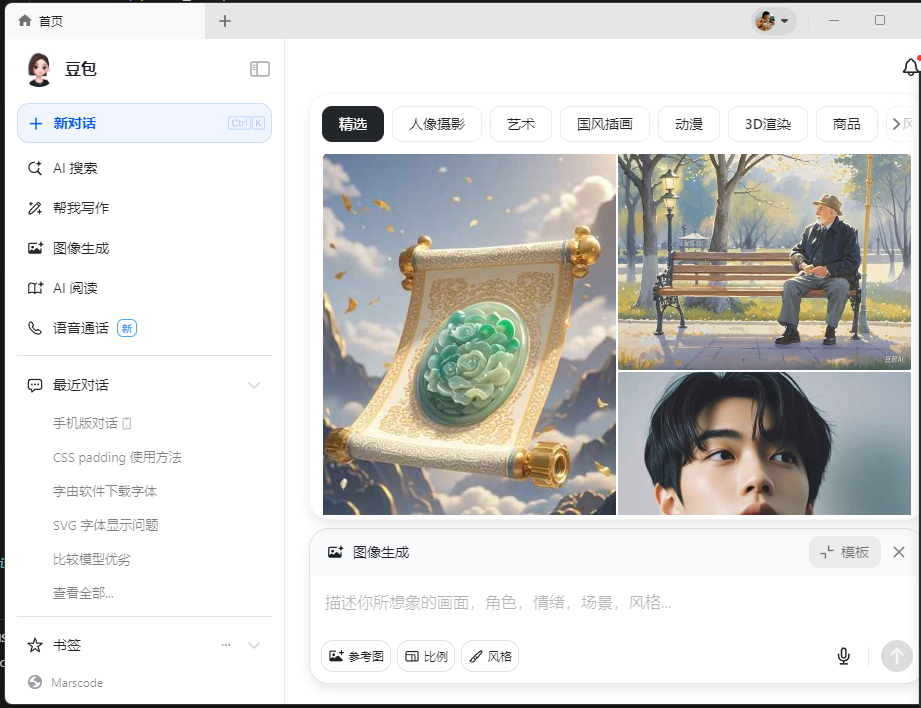 首页
豆包
新对话
Ctrl K
AI 搜索
帮我写作
图像生成
AI 阅读
语音通话 新
最近对话
手机版对话
CSS padding 使用方法
字由软件下载字体
SVG 字体显示问题
比较模型优劣
查看全部...
书签
Marscode
精选 人像摄影 艺术 国风插画 动漫 3D渲染 商品
豆包AI
图像生成
模板
描述你所想象的画面，角色，情绪，场景，风格...
参考图 比例 风格